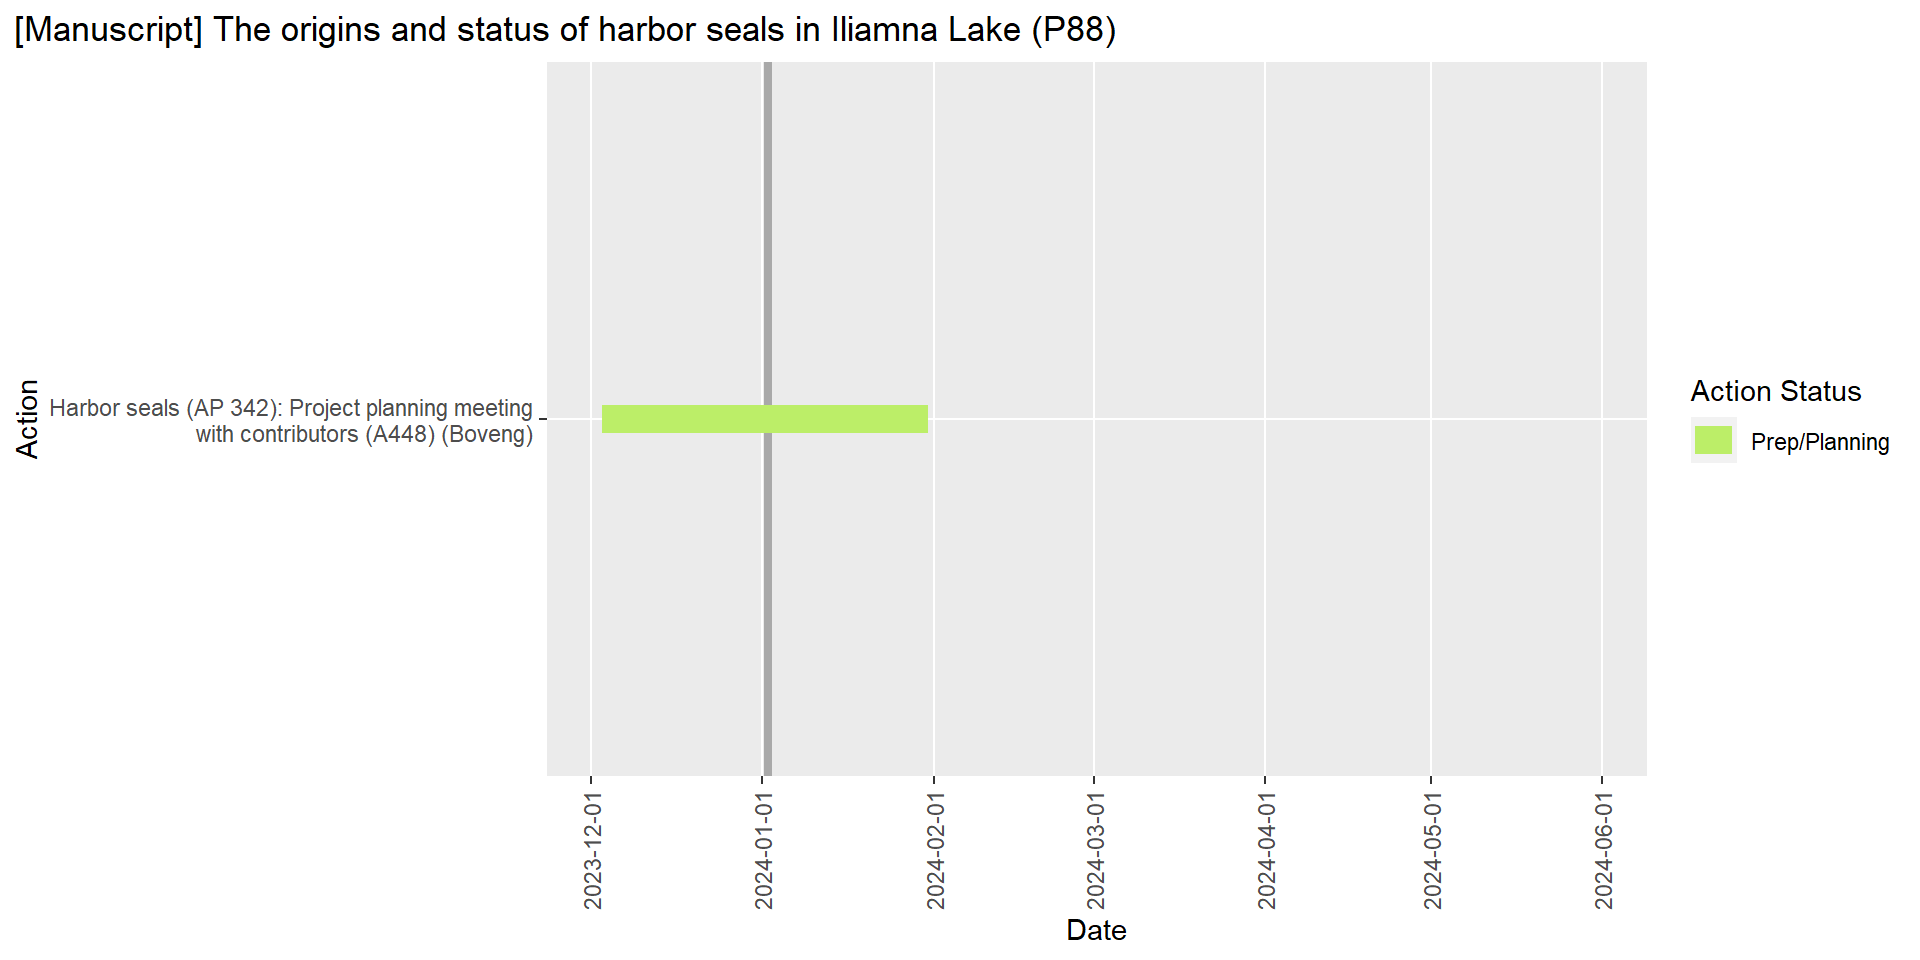 [Manuscript] The origins and status of harbor seals in Iliamna Lake (P88)
Action
Harbor seals (AP 342): Project planning meeting
with contributors (A448) (Boveng)
2023-12-01
2024-01-01
2024-02-01
2024-03-01
2024-04-01
2024-05-01
2024-06-01
Date
Action Status
Prep/Planning